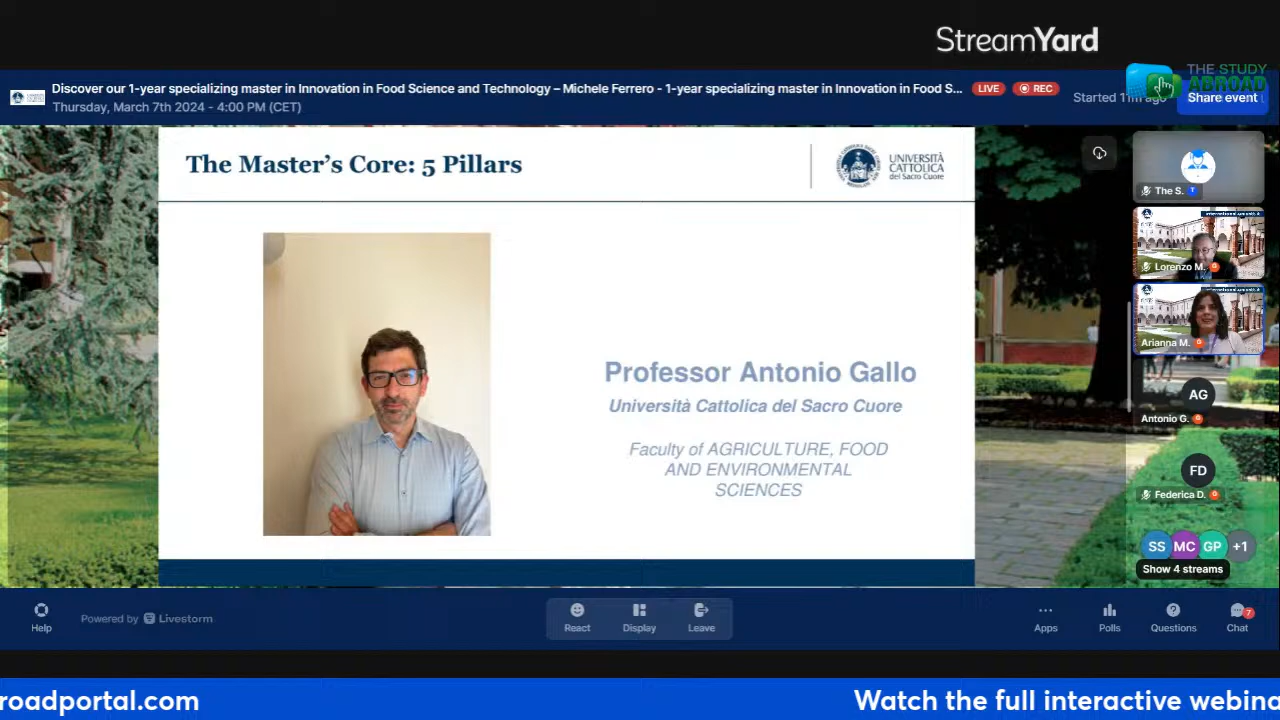 StreamYard
THE STUDY
ABROAD
Discover our 1-year specializing master in Innovation in Food Science and Technology – Michele Ferrero - 1-year specializing master in Innovation in Food S...
LIVE
REC
Thursday, March 7th 2024 - 4:00 PM (CET)
Started 11m ago
Share event
The Master's Core: 5 Pillars
UNIVERSITÀ
CATTOLICA
del Sacro Cuore
Professor Antonio Gallo
Università Cattolica del Sacro Cuore
Faculty of AGRICULTURE, FOOD
AND ENVIRONMENTAL
SCIENCES
The S.
T
Lorenzo M.
Arianna M.
AG
Antonio G.
FD
Federica D.
SS MC GP +1
Show 4 streams
Help
Powered by Livestorm
React
Display
Leave
Apps
Polls
Questions
7
Chat
roadportal.com
Watch the full interactive webina